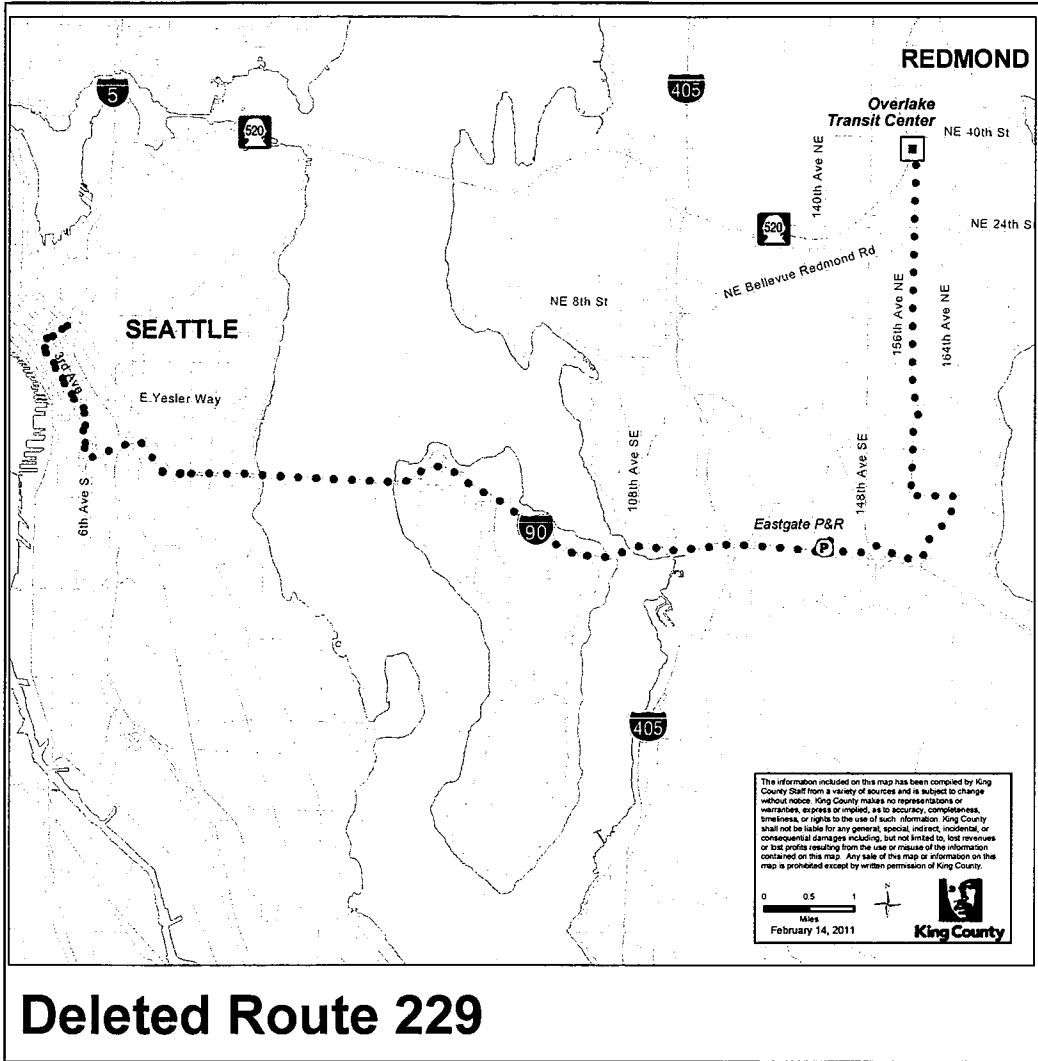 REDMOND
5
405
Overlake
Transit Center
520
NE 40th St
140th Ave NE
520
NE 24th St
NE Bellevue Redmond Rd
NE 8th St
SEATTLE
156th Ave NE
164th Ave NE
3rd Ave
E Yesler Way
6th Ave S
108th Ave SE
148th Ave SE
90
Eastgate P&R
P
405
The information included on this map has been compiled by King
County Staff from a variety of sources and is subject to change
without notice. King County makes no representations or
warranties, express or implied, as to accuracy, completeness,
timeliness, or rights to the use of such information. King County
shall not be liable for any general, special, indirect, incidental, or
consequential damages including, but not limited to, lost revenues
or lost profits resulting from the use or misuse of the information
contained on this map. Any sale of this map or information on this
map is prohibited except by written permission of King County.
N
0 0.5 1
Miles
February 14, 2011
King County
Deleted Route 229